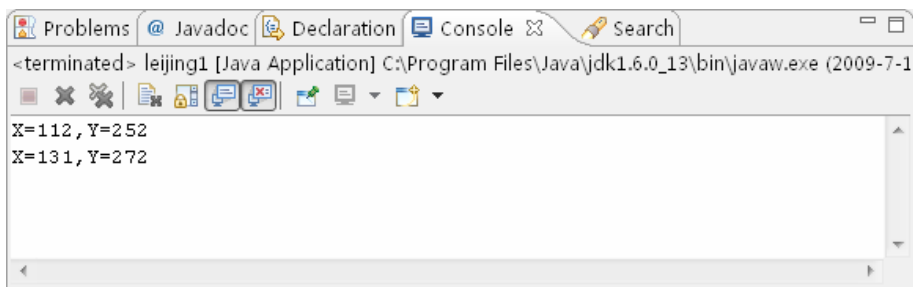 Problems @ Javadoc Declaration Console Search
<terminated> leijing1 [Java Application] C:\Program Files\Java\jdk1.6.0_13\bin\javaw.exe (2009-7-1
X=112,Y=252
X=131,Y=272